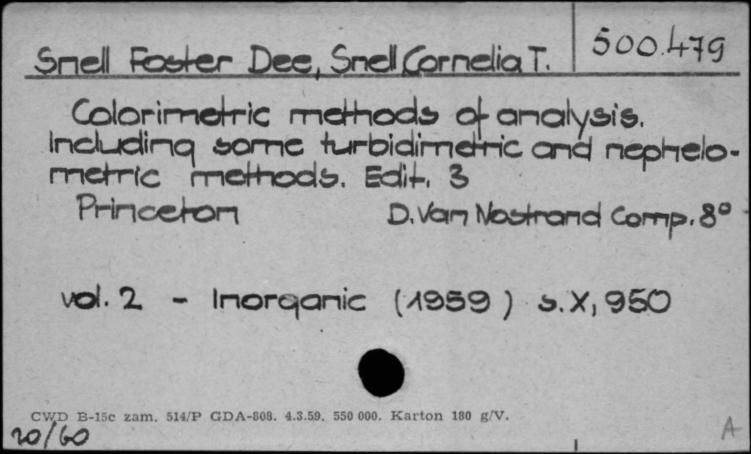 Snell Foster Dee, Snell Cornelia T. 500.479
Colorimetric methods of analysis.
Including some turbidimetric and nephelo-
metric methods. Edit. 3
Princeton D. Van Nostrand Comp. 8°
vol. 2 - Inorganic (1959) s. X, 950
CWD B-15c zam. 514/P GDA-808. 4.3.59. 550 000. Karton 180 g/V.
20/60 A